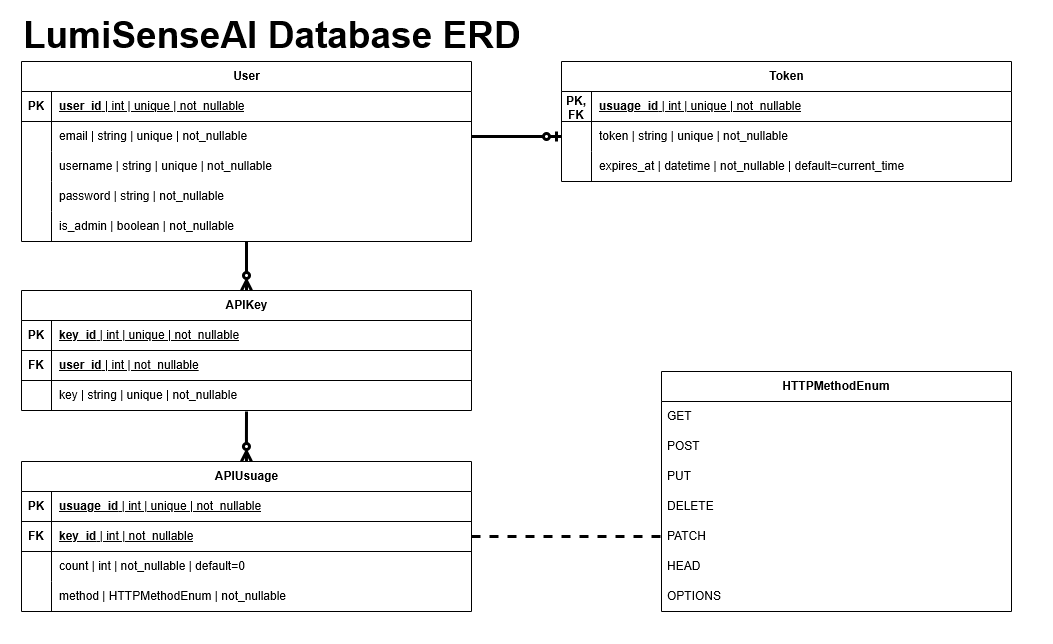 LumiSenseAI Database ERD
User
PK user_id | int | unique | not_nullable
email | string | unique | not_nullable
username | string | unique | not_nullable
password | string | not_nullable
is_admin | boolean | not_nullable
Token
PK,
FK
usuage_id | int | unique | not_nullable
token | string | unique | not_nullable
expires_at | datetime | not_nullable | default=current_time
APIKey
PK key_id | int | unique | not_nullable
FK user_id | int | not_nullable
key | string | unique | not_nullable
APIUsuage
PK usuage_id | int | unique | not_nullable
FK key_id | int | not_nullable
count | int | not_nullable | default=0
method | HTTPMethodEnum | not_nullable
HTTPMethodEnum
GET
POST
PUT
DELETE
PATCH
HEAD
OPTIONS